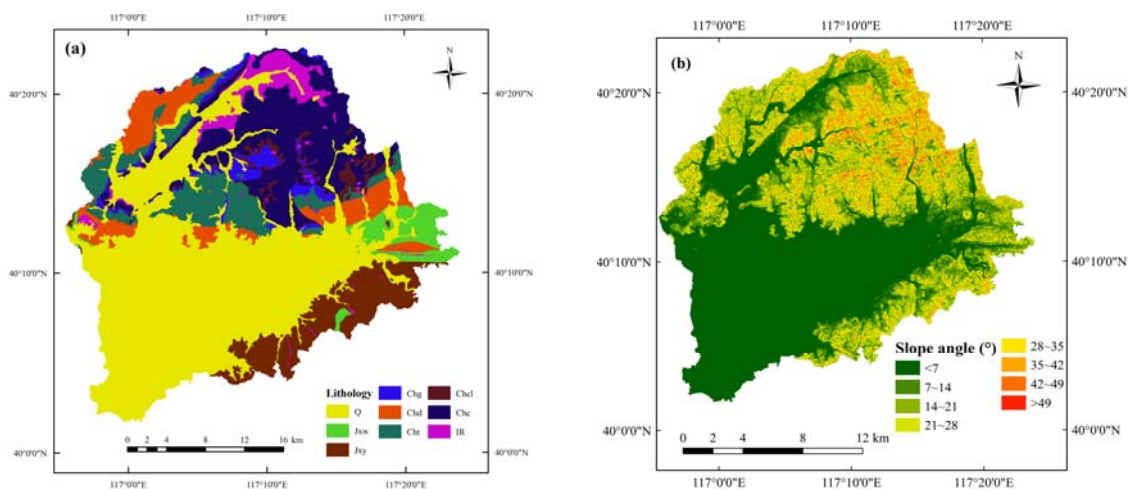 117°0'0"E 117°10'0"E 117°20'0"E
(a)
N
40°20'0"N 40°20'0"N
40°10'0"N 40°10'0"N
40°0'0"N 40°0'0"N
Lithology
Q
Jxw
Jxy
Chg
Chd
Cht
Chcl
Chc
IR
0 2 4 8 12 16 km
117°0'0"E 117°10'0"E 117°20'0"E
117°0'0"E 117°10'0"E 117°20'0"E
(b)
N
40°20'0"N 40°20'0"N
40°10'0"N 40°10'0"N
40°0'0"N 40°0'0"N
Slope angle (°)
<7
7~14
14~21
21~28
28~35
35~42
42~49
>49
0 2 4 8 12 km
117°0'0"E 117°10'0"E 117°20'0"E